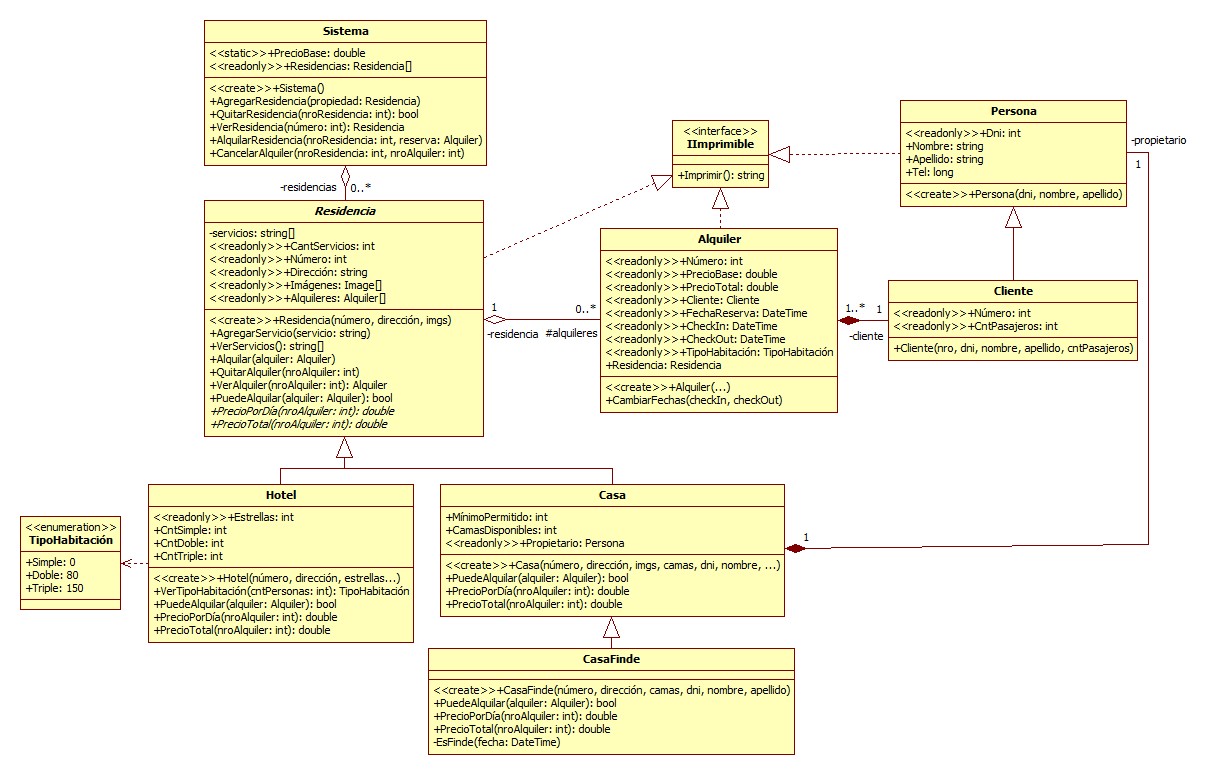 Sistema
<<static>>+PrecioBase: double
<<readonly>>+Residencias: Residencia[]
<<create>>+Sistema()
+AgregarResidencia(propiedad: Residencia)
+QuitarResidencia(nroResidencia: int): bool
+VerResidencia(número: int): Residencia
+AlquilarResidencia(nroResidencia: int, reserva: Alquiler)
+CancelarAlquiler(nroResidencia: int, nroAlquiler: int)
-residencias
0..*
Residencia
-servicios: string[]
<<readonly>>+CantServicios: int
<<readonly>>+Número: int
<<readonly>>+Dirección: string
<<readonly>>+Imágenes: Image[]
<<readonly>>+Alquileres: Alquiler[]
<<create>>+Residencia(número, dirección, imgs)
+AgregarServicio(servicio: string)
+VerServicios(): string[]
+Alquilar(alquiler: Alquiler)
+QuitarAlquiler(nroAlquiler: int)
+VerAlquiler(nroAlquiler: int): Alquiler
+PuedeAlquilar(alquiler: Alquiler): bool
+PrecioPorDía(nroAlquiler: int): double
+PrecioTotal(nroAlquiler: int): double
1
-residencia
0..*
#alquileres
<<interface>>
IImprimible
+Imprimir(): string
Persona
<<readonly>>+Dni: int
+Nombre: string
+Apellido: string
+Tel: long
<<create>>+Persona(dni, nombre, apellido)
-propietario
1
Alquiler
<<readonly>>+Número: int
<<readonly>>+PrecioBase: double
<<readonly>>+PrecioTotal: double
<<readonly>>+Cliente: Cliente
<<readonly>>+FechaReserva: DateTime
<<readonly>>+CheckIn: DateTime
<<readonly>>+CheckOut: DateTime
<<readonly>>+TipoHabitación: TipoHabitación
+Residencia: Residencia
<<create>>+Alquiler(...)
+CambiarFechas(checkIn, checkOut)
1..*
1
-cliente
Cliente
<<readonly>>+Número: int
<<readonly>>+CntPasajeros: int
+Cliente(nro, dni, nombre, apellido, cntPasajeros)
<<enumeration>>
TipoHabitación
+Simple: 0
+Doble: 80
+Triple: 150
Hotel
<<readonly>>+Estrellas: int
+CntSimple: int
+CntDoble: int
+CntTriple: int
<<create>>+Hotel(número, dirección, estrellas...)
+VerTipoHabitación(cntPersonas: int): TipoHabitación
+PuedeAlquilar(alquiler: Alquiler): bool
+PrecioPorDía(nroAlquiler: int): double
+PrecioTotal(nroAlquiler: int): double
Casa
+MínimoPermitido: int
+CamasDisponibles: int
<<readonly>>+Propietario: Persona
<<create>>+Casa(número, dirección, imgs, camas, dni, nombre, ...)
+PuedeAlquilar(alquiler: Alquiler): bool
+PrecioPorDía(nroAlquiler: int): double
+PrecioTotal(nroAlquiler: int): double
1
CasaFinde
<<create>>+CasaFinde(número, dirección, camas, dni, nombre, apellido)
+PuedeAlquilar(alquiler: Alquiler): bool
+PrecioPorDía(nroAlquiler: int): double
+PrecioTotal(nroAlquiler: int): double
-EsFinde(fecha: DateTime)